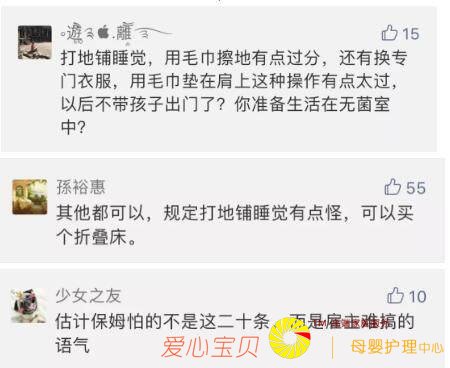 15
打地铺睡觉，用毛巾擦地有点过分，还有换专
门衣服，用毛巾垫在肩上这种操作有点太过，
以后不带孩子出门了？你准备生活在无菌室
中？
孫裕惠 55
其他都可以，规定打地铺睡觉有点怪，可以买
个折叠床。
少女之友 10
估计保姆怕的不是这二十条，而是雇主难搞的
语气
爱心宝贝 母婴护理中心